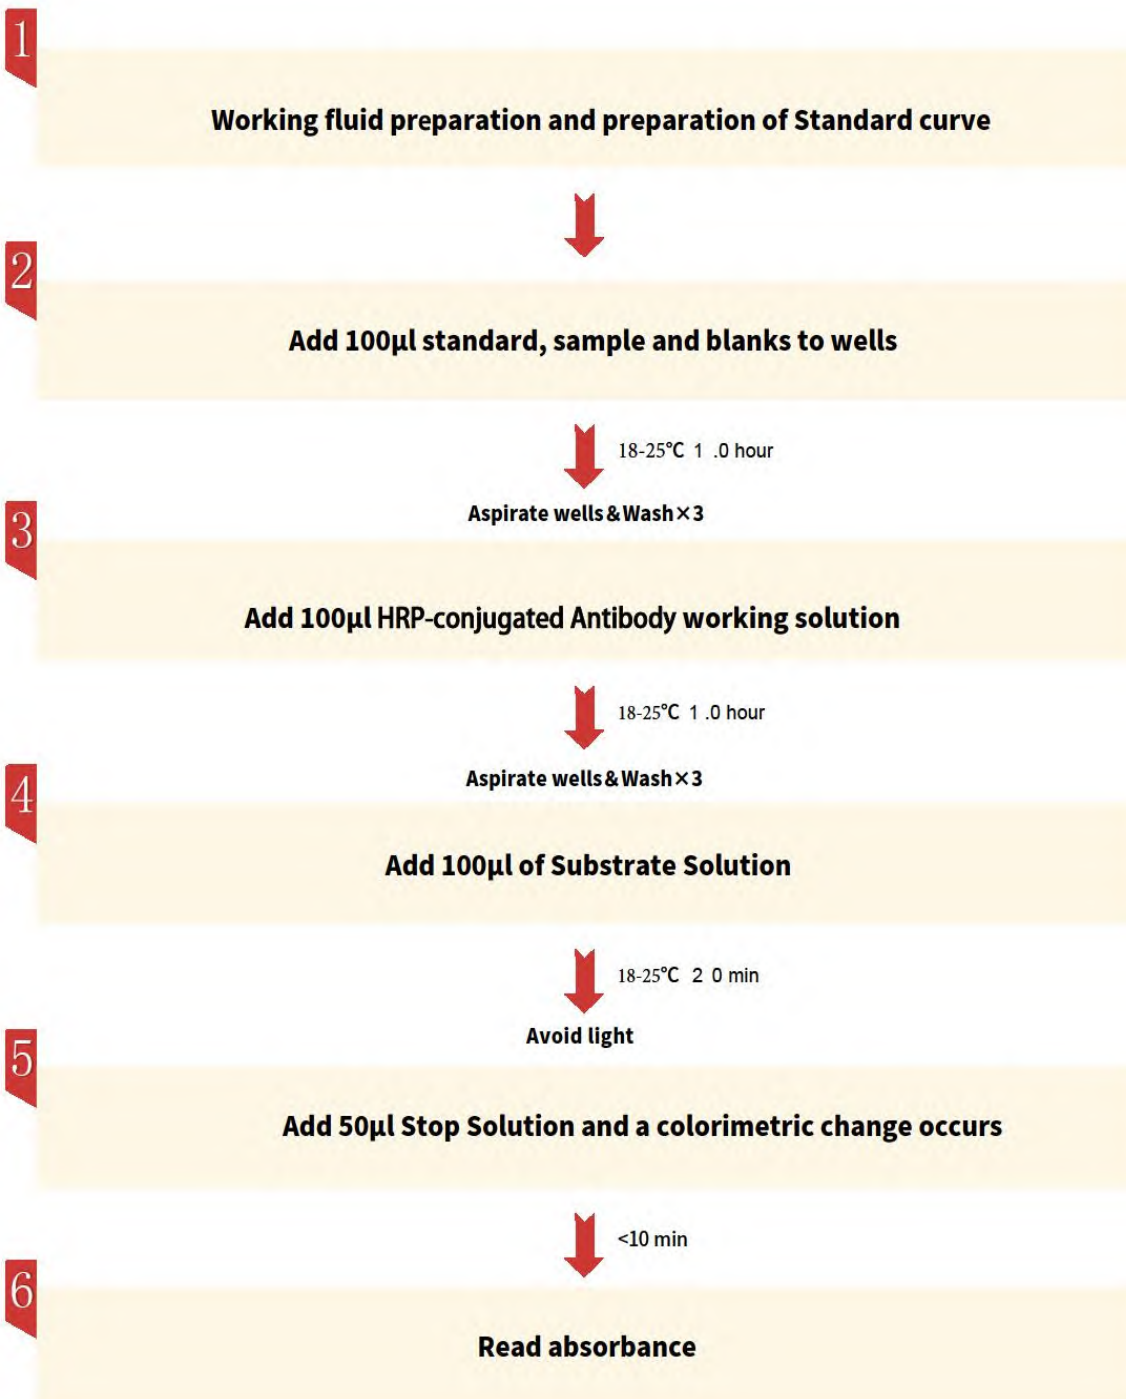 1
Working fluid preparation and preparation of Standard curve
2
Add 100µl standard, sample and blanks to wells
18-25℃ 1 .0 hour
Aspirate wells&Wash×3
3
Add 100µl HRP-conjugated Antibody working solution
18-25℃ 1 .0 hour
Aspirate wells&Wash×3
4
Add 100µl of Substrate Solution
18-25℃ 2 0 min
Avoid light
5
Add 50µl Stop Solution and a colorimetric change occurs
<10 min
6
Read absorbance